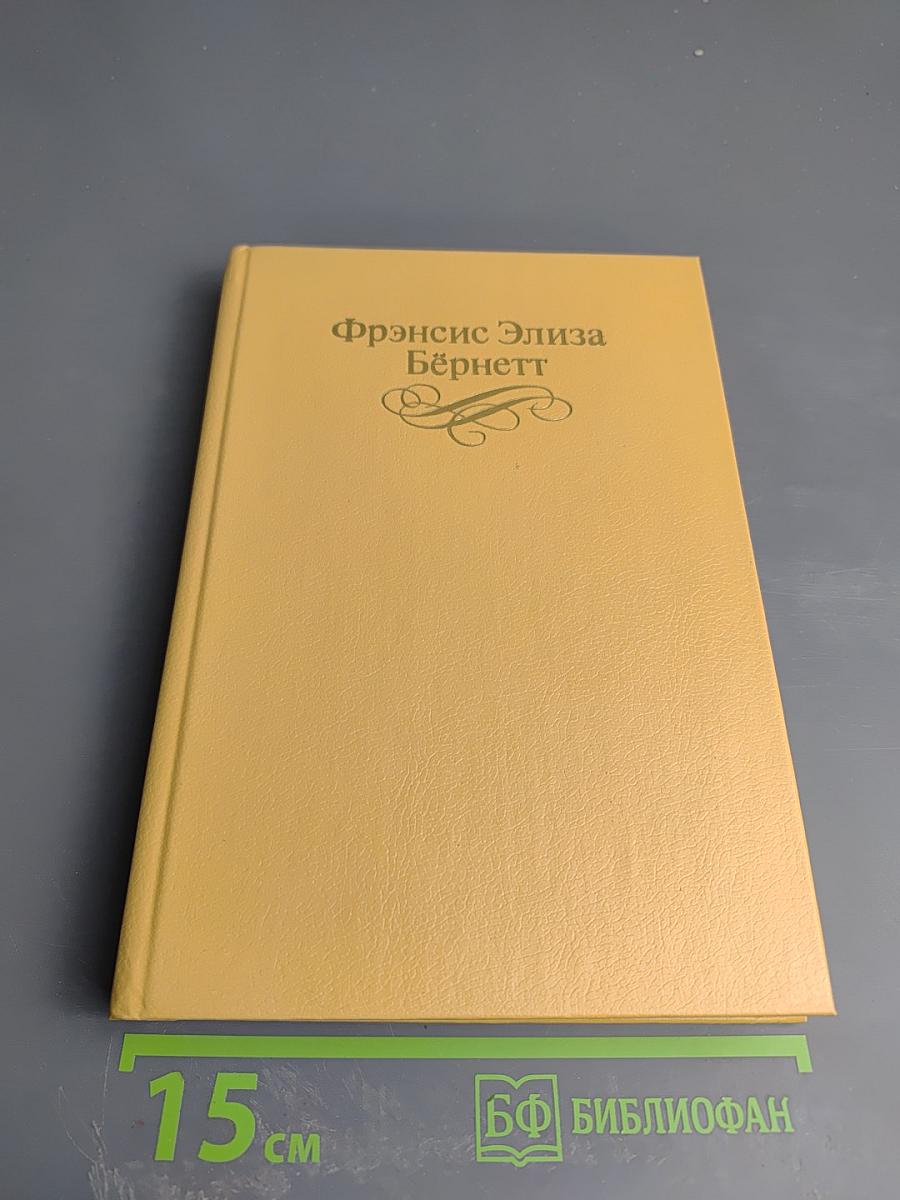 Фрэнсис Элиза
Бёрнетт
15 см
БФ БИБЛИОФАН